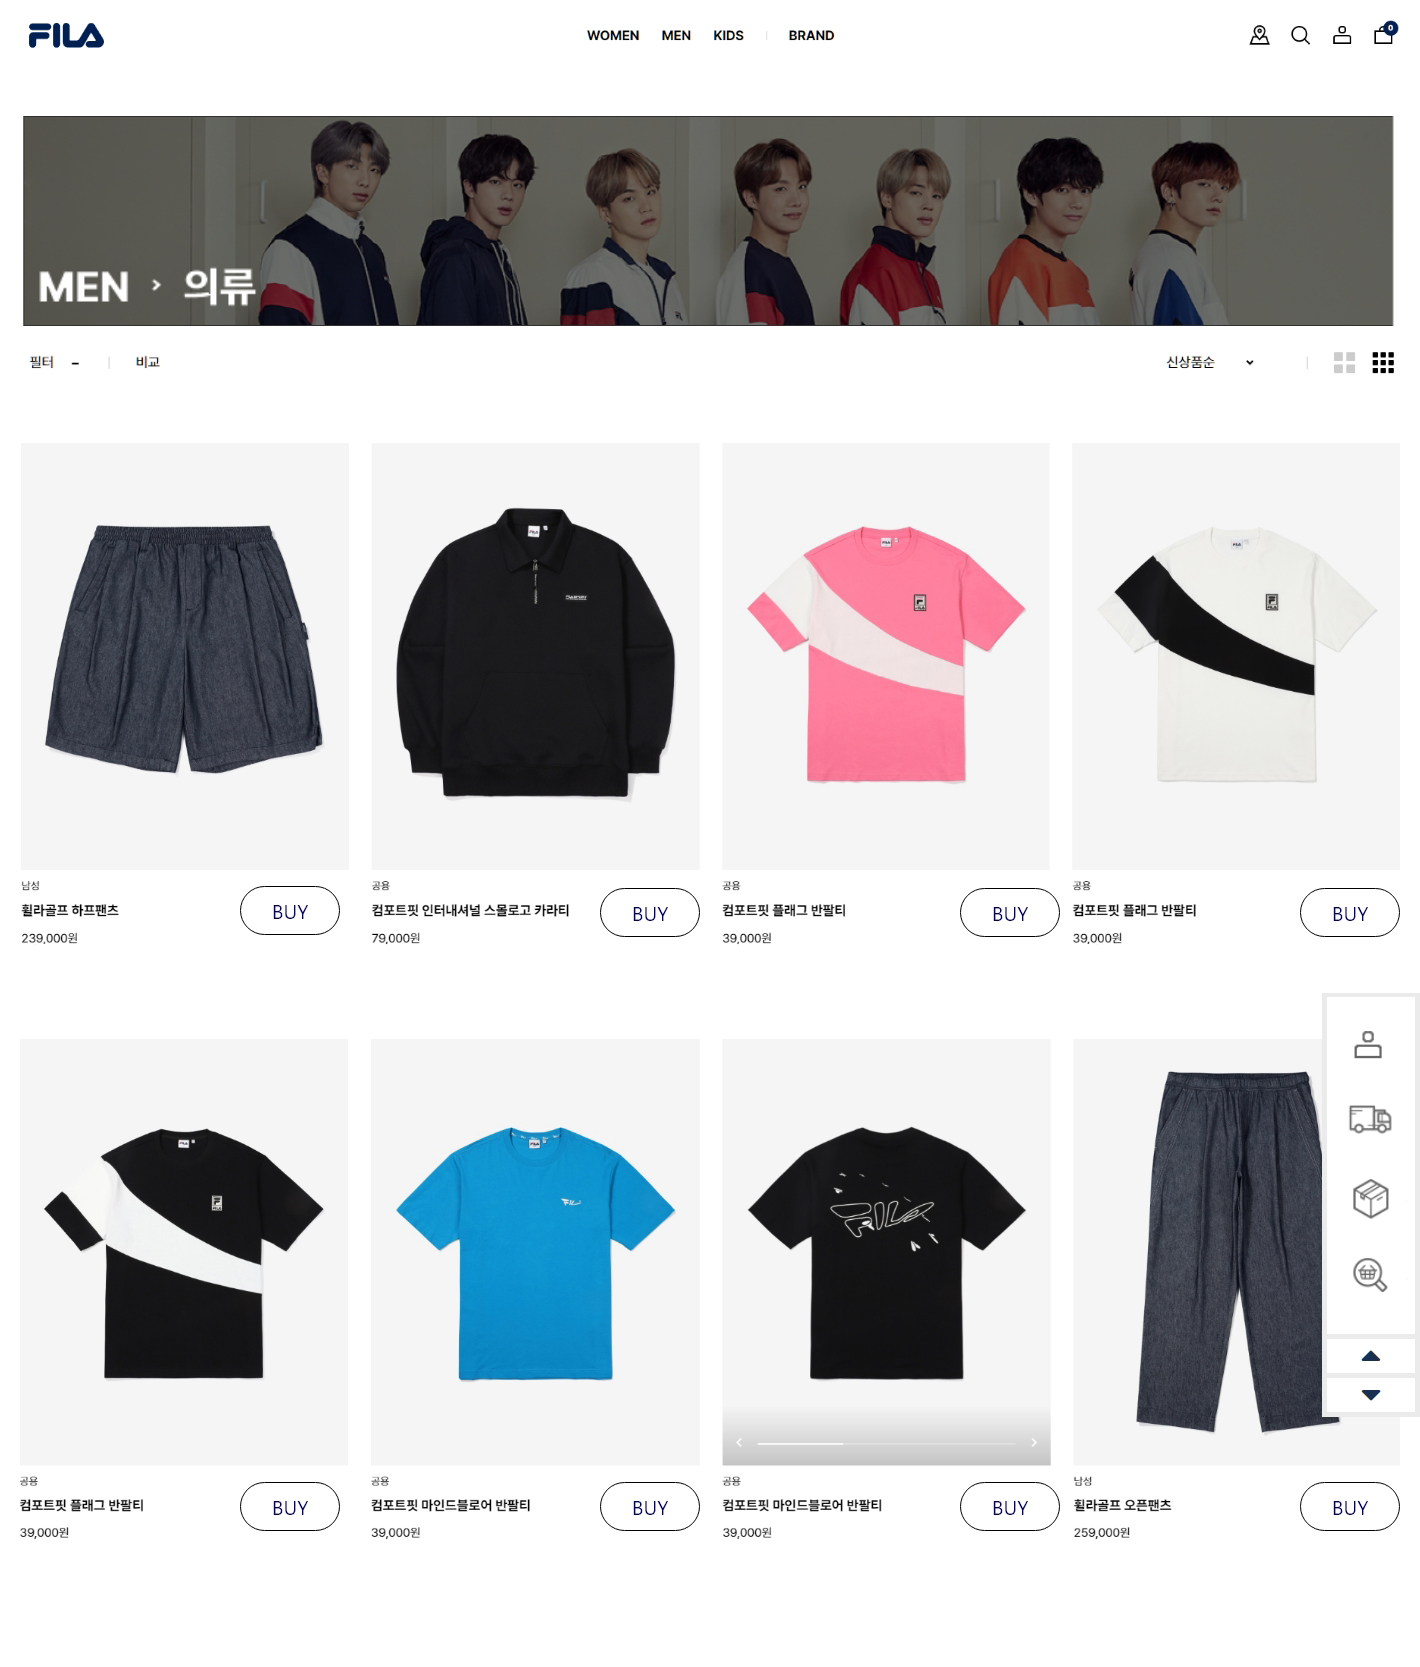 FILA
WOMEN MEN KIDS BRAND
0
MEN > 의류
필터 비교
신상품순
남성
휠라골프 하프팬츠
239,000원
BUY
공용
컴포트핏 인터내셔널 스몰로고 카라티
79,000원
BUY
공용
컴포트핏 플래그 반팔티
39,000원
BUY
공용
컴포트핏 플래그 반팔티
39,000원
BUY
공용
컴포트핏 플래그 반팔티
39,000원
BUY
공용
컴포트핏 마인드블로어 반팔티
39,000원
BUY
FILA
공용
컴포트핏 마인드블로어 반팔티
39,000원
BUY
남성
휠라골프 오픈팬츠
259,000원
BUY